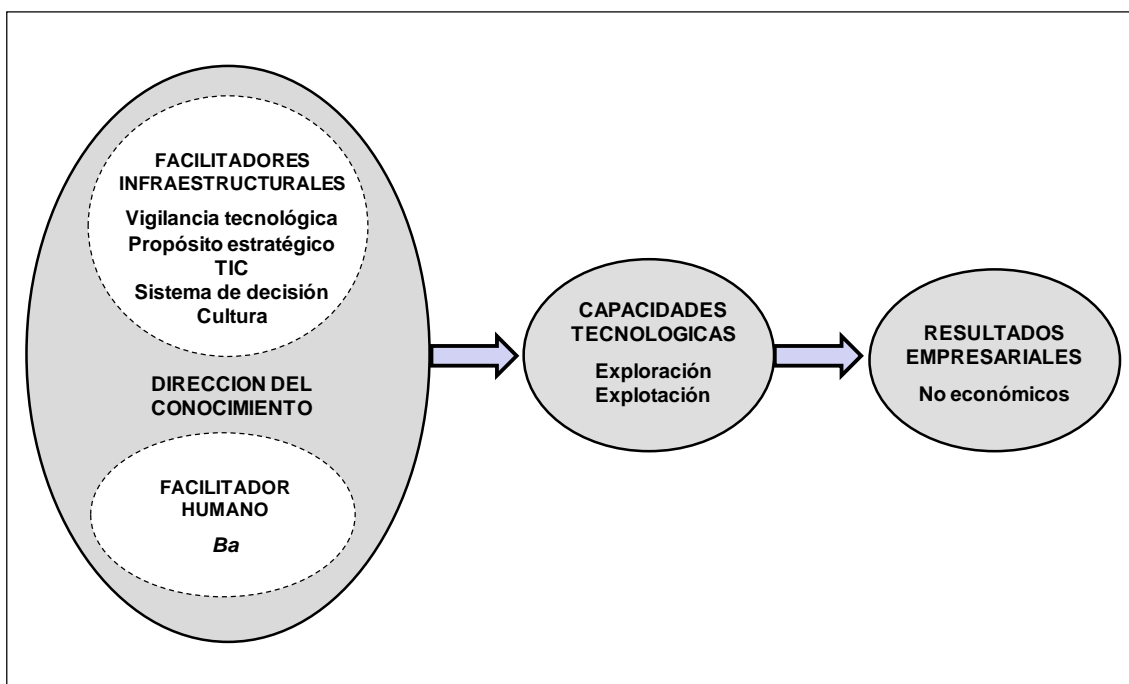 FACILITADORES
INFRAESTRUCTURALES
Vigilancia tecnológica
Propósito estratégico
TIC
Sistema de decisión
Cultura
DIRECCION DEL
CONOCIMIENTO
FACILITADOR
HUMANO
Ba
CAPACIDADES
TECNOLOGICAS
Exploración
Explotación
RESULTADOS
EMPRESARIALES
No económicos